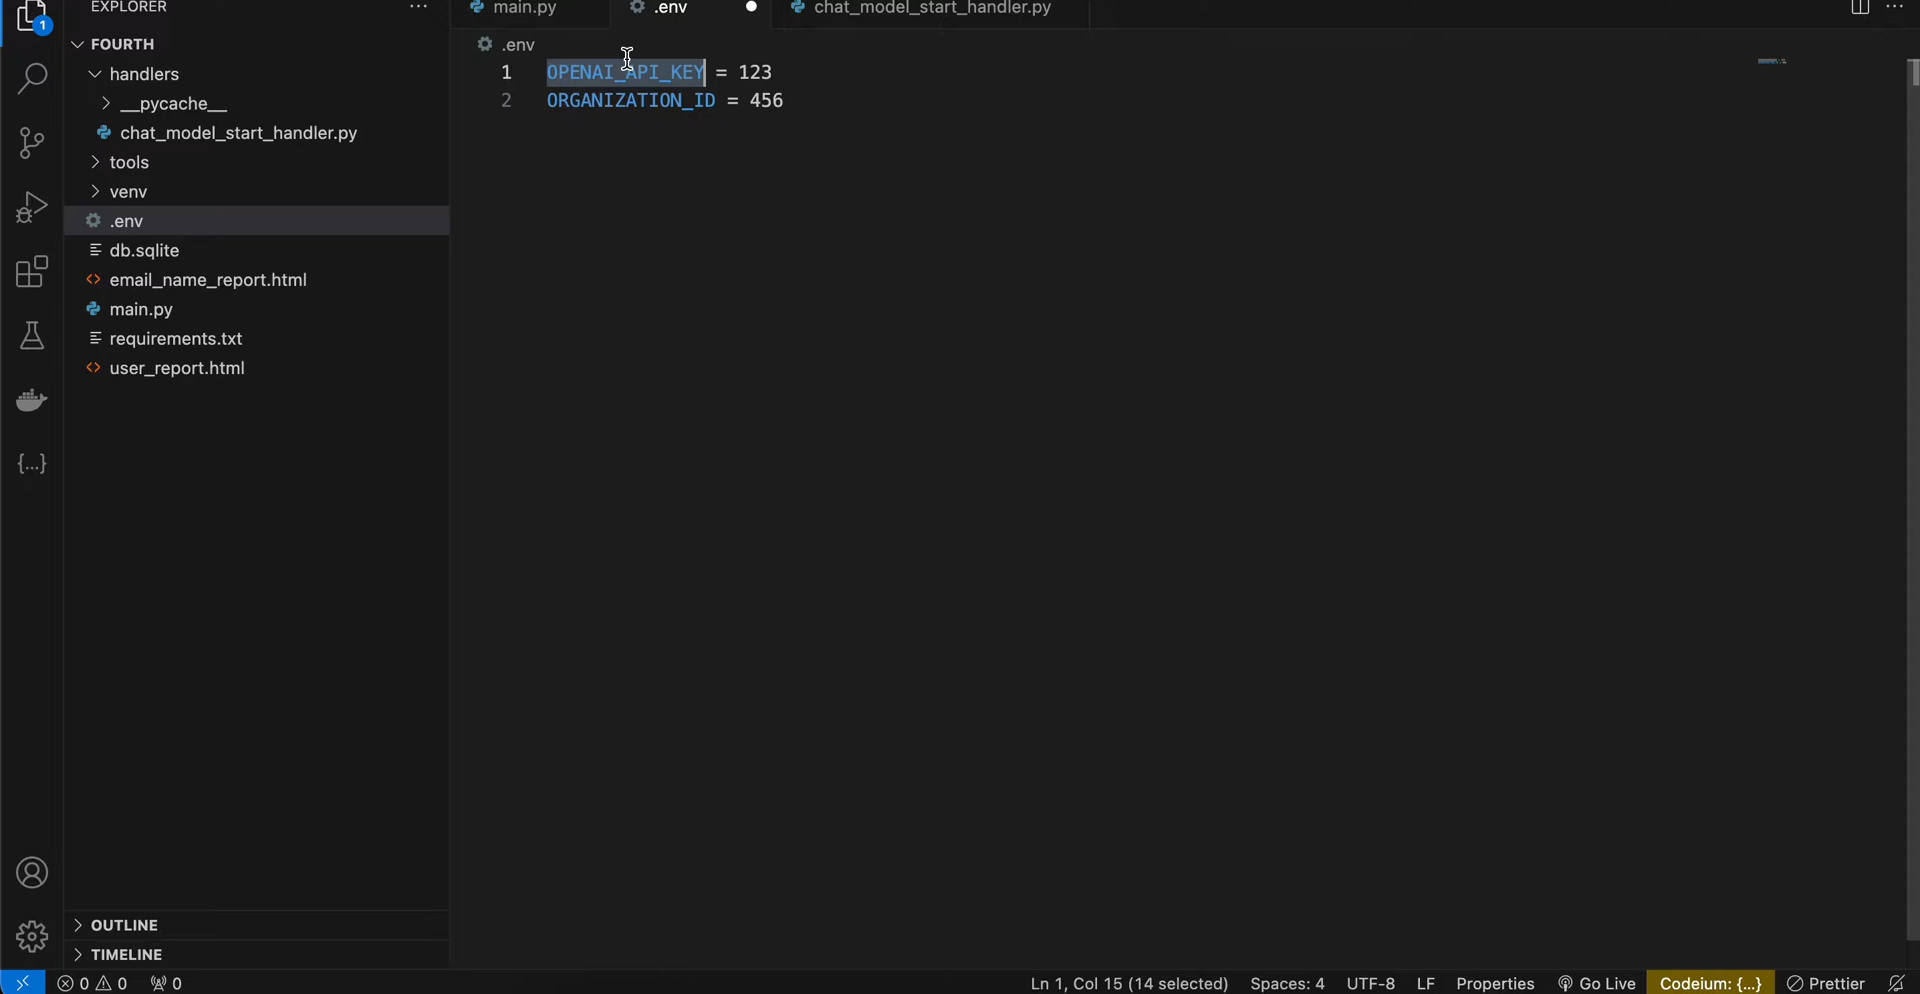 EXPLORER
main.py
.env
chat_model_start_handler.py
1
FOURTH
.env
handlers
1 OPENAI_API_KEY = 123
__pycache__
2 ORGANIZATION_ID = 456
chat_model_start_handler.py
tools
venv
.env
db.sqlite
email_name_report.html
main.py
requirements.txt
user_report.html
{...}
OUTLINE
TIMELINE
0 0 0 Ln 1, Col 15 (14 selected) Spaces: 4 UTF-8 LF Properties Go Live Codeium: {...} Prettier